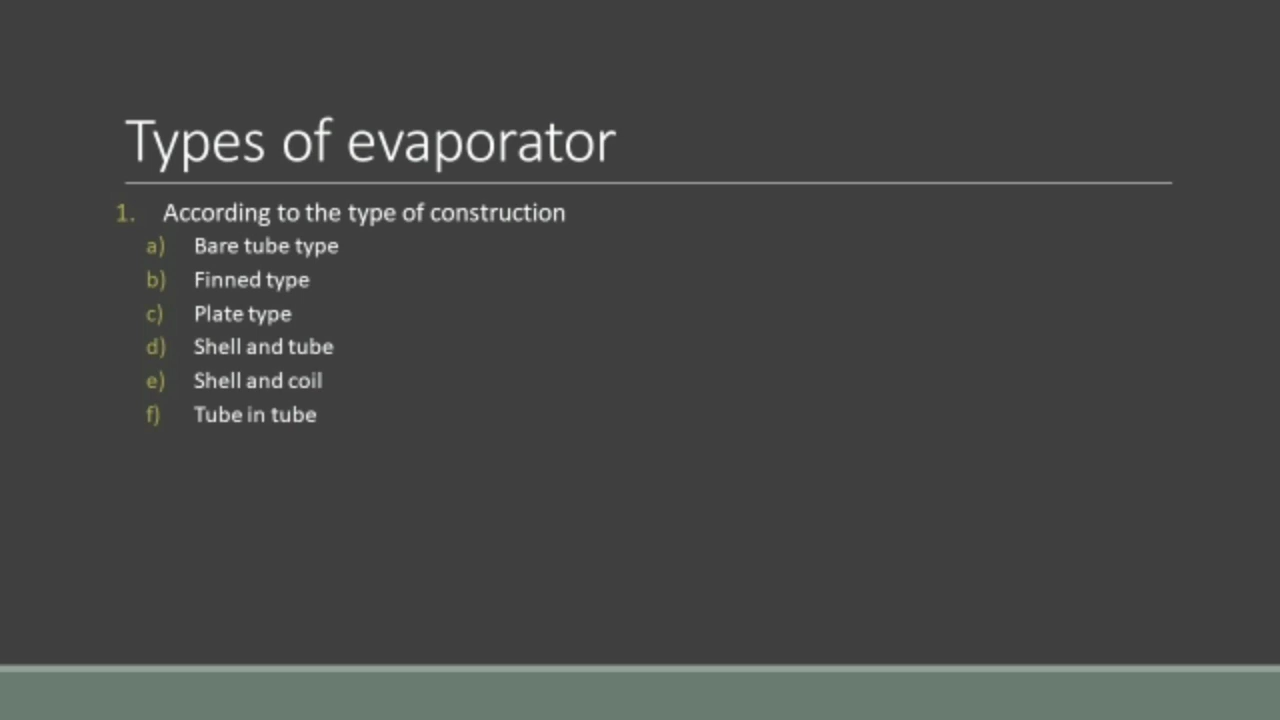 Types of evaporator
1. According to the type of construction
a) Bare tube type
b) Finned type
c) Plate type
d) Shell and tube
e) Shell and coil
f) Tube in tube